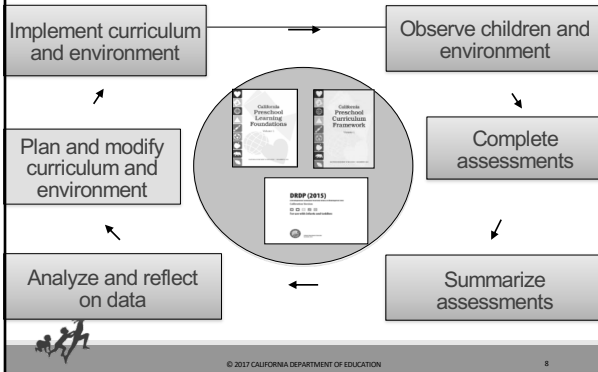 Implement curriculum
and environment
Observe children and
environment
California
Preschool
Learning
Foundations
California
Preschool
Curriculum
Framework
Plan and modify
curriculum and
environment
Complete
assessments
DRDP (2015)
Analyze and reflect
on data
Summarize
assessments
© 2017 CALIFORNIA DEPARTMENT OF EDUCATION
8